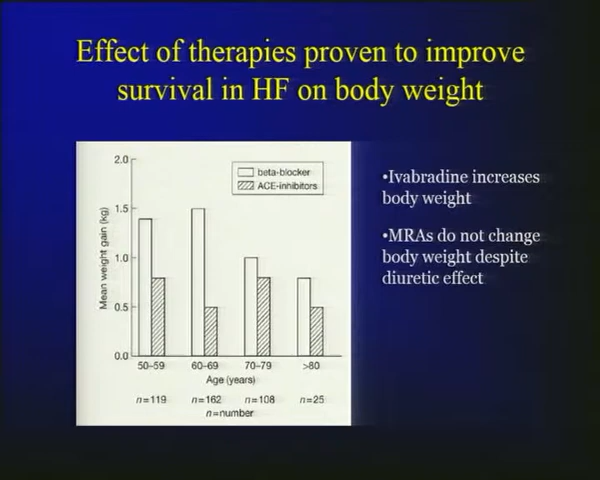 Effect of therapies proven to improve
survival in HF on body weight
2.0
1.5
1.0
0.5
0.0
Mean weight gain (kg)
beta-blocker
ACE-inhibitors
50–59
60–69
70–79
>80
Age (years)
n=119
n=162
n=108
n=25
n=number
•Ivabradine increases
body weight
•MRAs do not change
body weight despite
diuretic effect